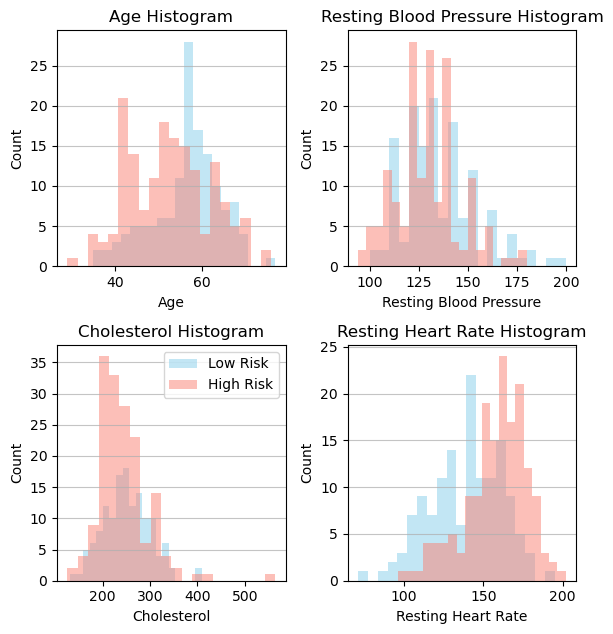 Age Histogram
Count
25
20
15
10
5
0
40
60
Age
Resting Blood Pressure Histogram
Count
25
20
15
10
5
0
100
125
150
175
200
Resting Blood Pressure
Cholesterol Histogram
Low Risk
High Risk
Count
35
30
25
20
15
10
5
0
200
300
400
500
Cholesterol
Resting Heart Rate Histogram
Count
25
20
15
10
5
0
100
150
200
Resting Heart Rate